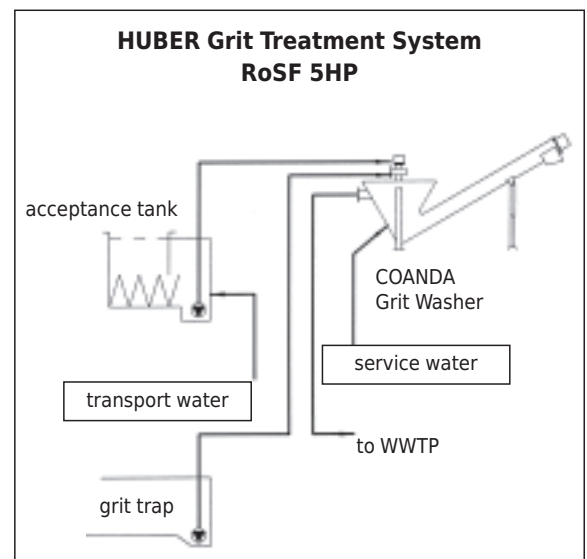 HUBER Grit Treatment System
RoSF 5HP
acceptance tank
COANDA
Grit Washer
service water
transport water
to WWTP
grit trap